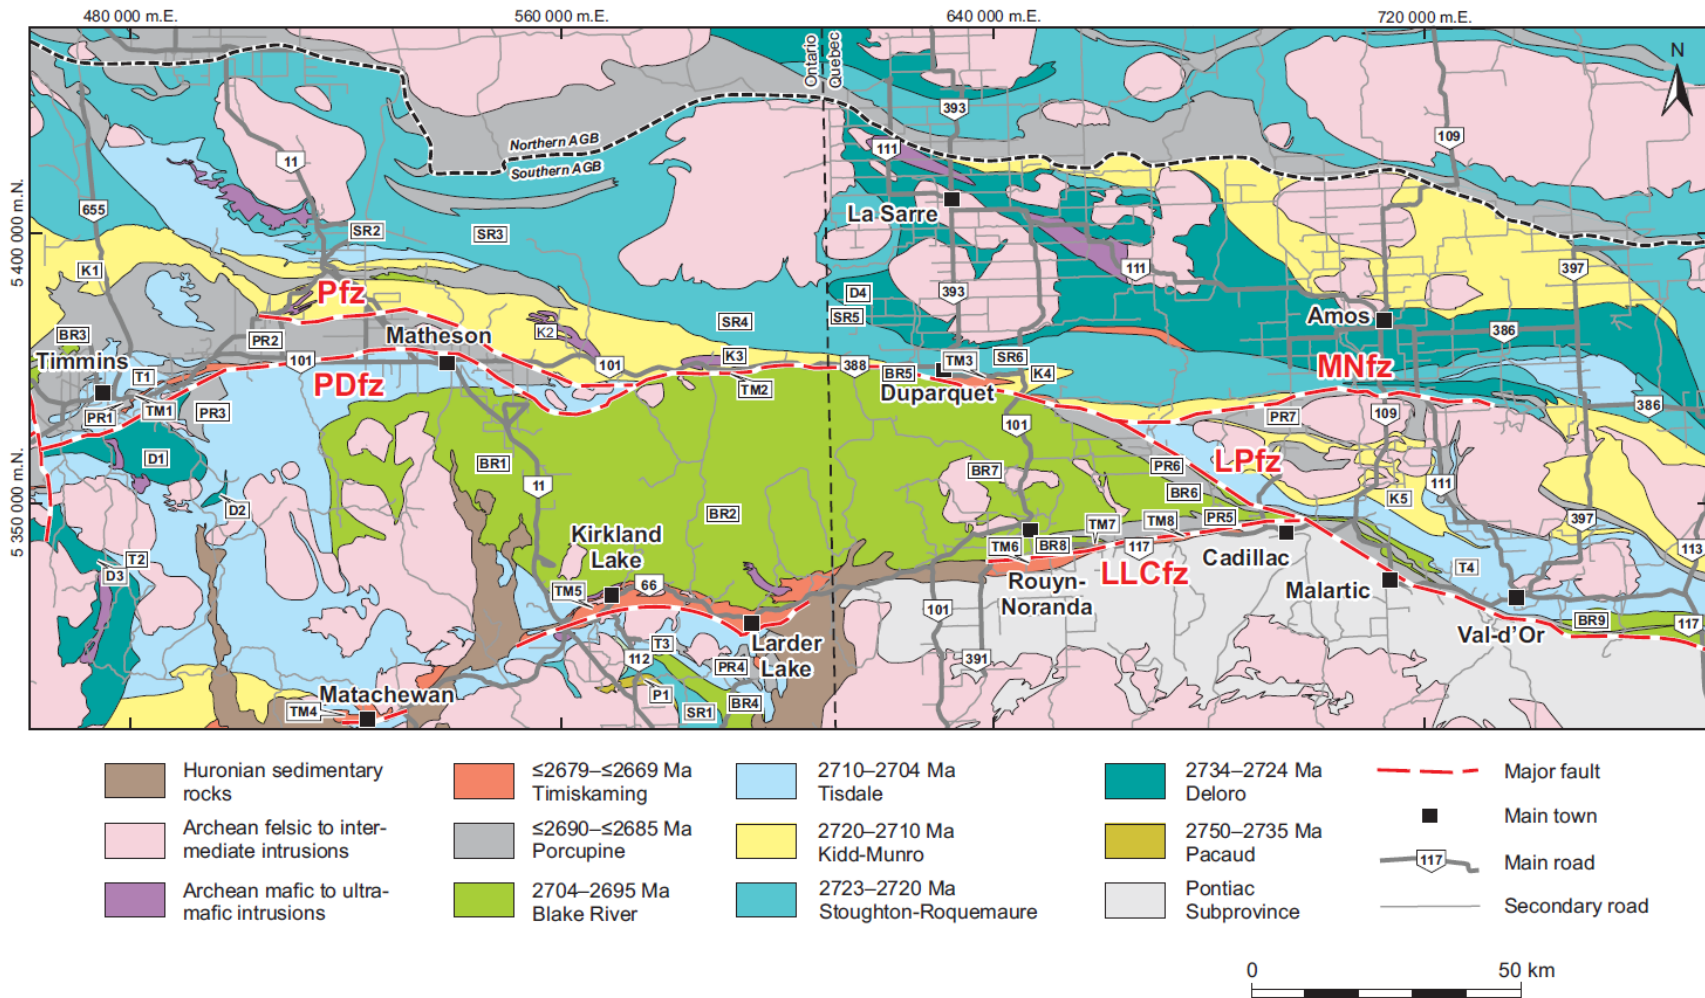 480 000 m.E.
560 000 m.E.
640 000 m.E.
720 000 m.E.
5 400 000 m.N.
5 350 000 m.N.
Ontario
Quebec
N
Northern AGB
Southern AGB
11
655
393
111
109
La Sarre
SR2
SR3
K1
Pfz
K2
D4
SR5
SR4
393
111
397
Amos
386
BR3
PR2
Matheson
101
101
K3
388
TM3
SR6
K4
BR5
Timmins
T1
PDfz
TM2
Duparquet
MNfz
PR1
TM1
PR3
101
PR7
109
386
D1
BR1
11
BR7
PR6
LPfz
BR6
K5
111
D2
BR2
Kirkland
Lake
TM7
TM8
PR5
397
113
T2
D3
TM6
BR8
117
LLCfz
Cadillac
T4
TM5
66
Rouyn-
Noranda
Malartic
101
Val-d'Or
BR9
117
Larder
Lake
T3
112
PR4
391
Matachewan
TM4
P1
SR1
BR4
Huronian sedimentary
rocks
Archean felsic to inter-
mediate intrusions
Archean mafic to ultra-
mafic intrusions
≤2679–≤2669 Ma
Timiskaming
≤2690–≤2685 Ma
Porcupine
2704–2695 Ma
Blake River
2710–2704 Ma
Tisdale
2720–2710 Ma
Kidd-Munro
2723–2720 Ma
Stoughton-Roquemaure
2734–2724 Ma
Deloro
2750–2735 Ma
Pacaud
Pontiac
Subprovince
Major fault
Main town
117
Main road
Secondary road
0
50 km